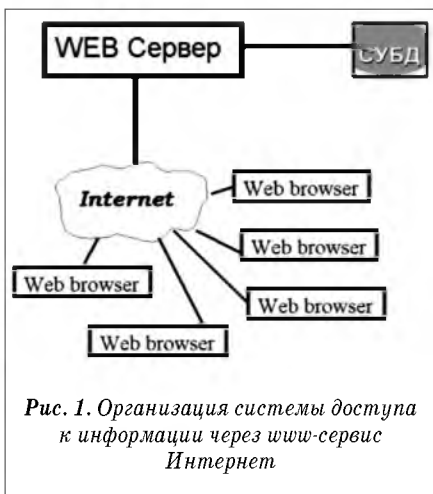 WEB Сервер
СУБД
Internet
Web browser
Web browser
Web browser
Web browser
Web browser
Рис. 1. Организация системы доступа
к информации через www-сервис
Интернет